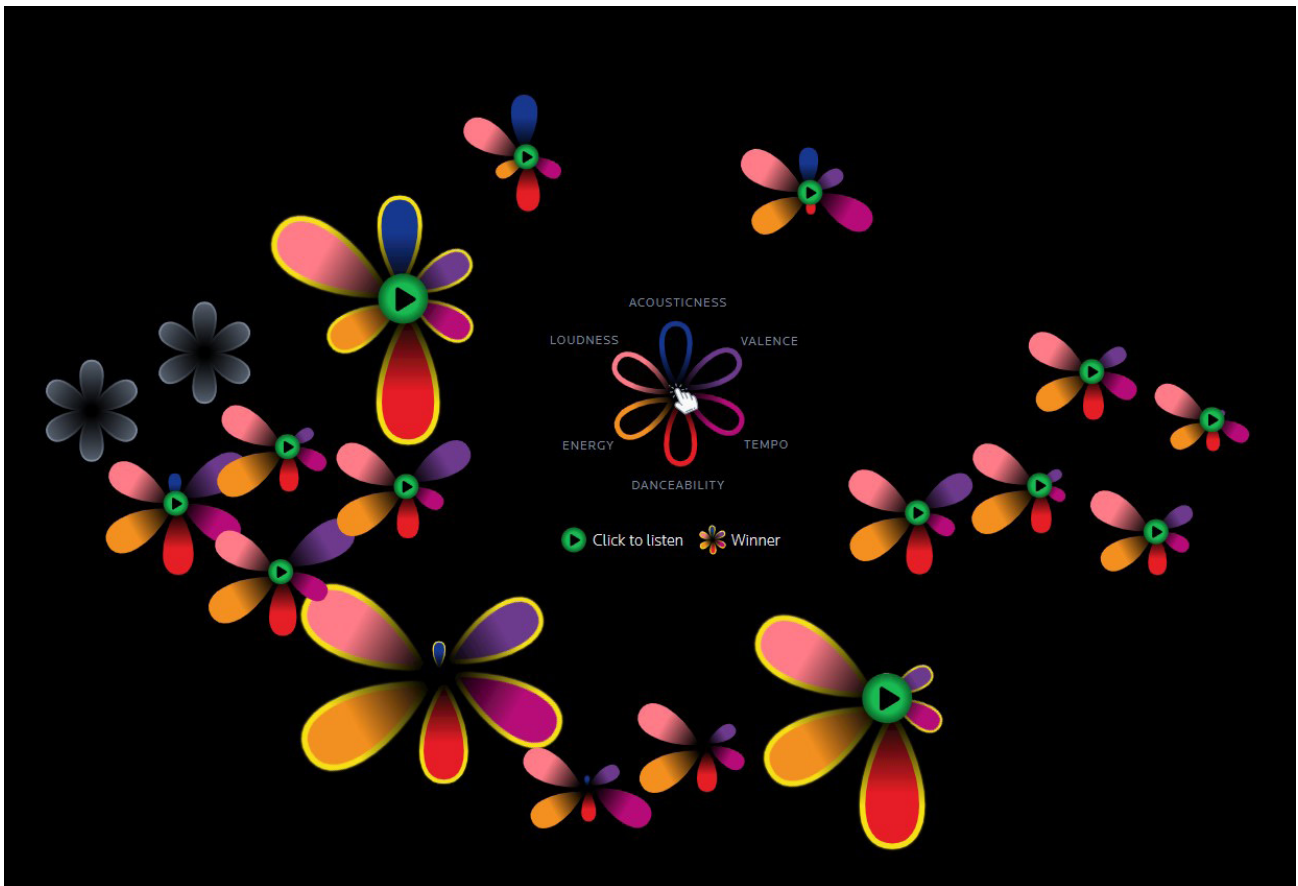 ACOUSTICNESS
LOUDNESS
VALENCE
ENERGY
TEMPO
DANCEABILITY
Click to listen
Winner